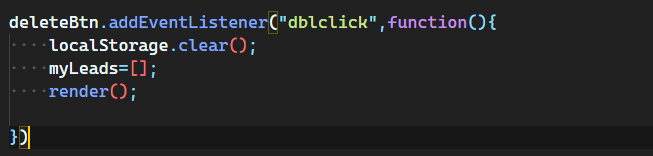 deleteBtn.addEventListener("dblclick",function(){
    localStorage.clear();
    myLeads=[];
    render();
})